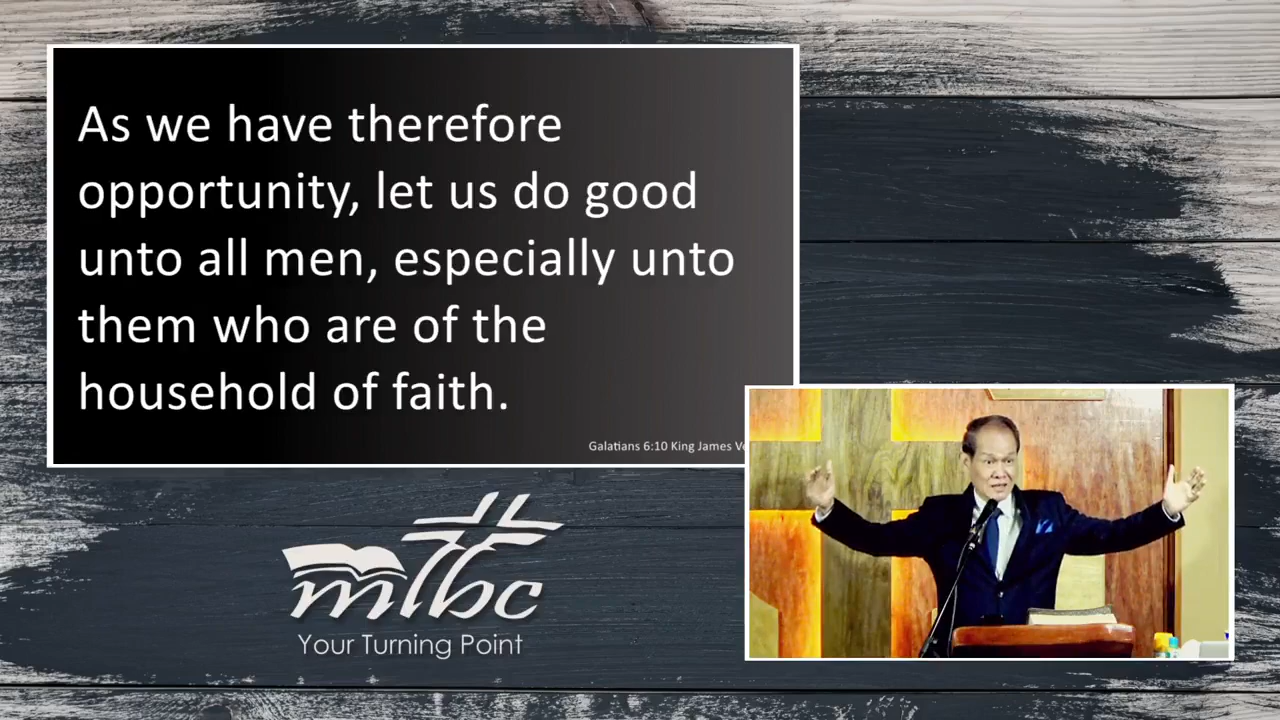 As we have therefore
opportunity, let us do good
unto all men, especially unto
them who are of the
household of faith.
Galatians 6:10 King James
mlbc
Your Turning Point